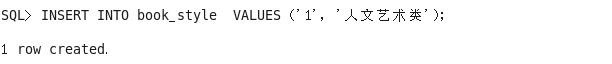 SQL> INSERT INTO book_style  VALUES ('1', '人文艺术类');
1 row created.